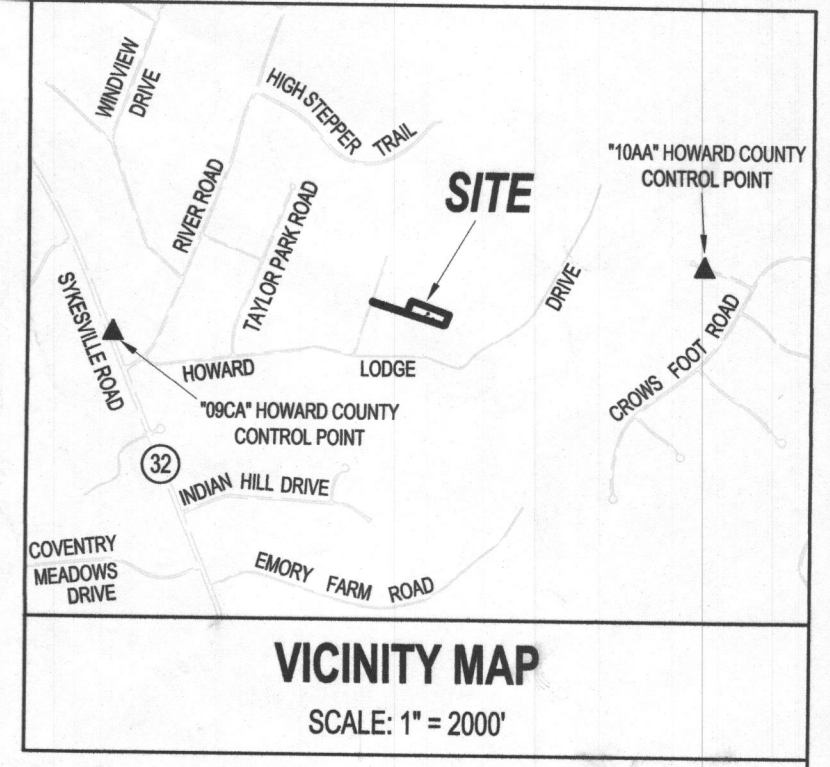 WINDVIEW
DRIVE
HIGH STEPPER TRAIL
"10AA" HOWARD COUNTY
CONTROL POINT
SITE
RIVER ROAD
TAYLOR PARK ROAD
SYKESVILLE ROAD
DRIVE
CROWS FOOT ROAD
HOWARD LODGE
"09CA" HOWARD COUNTY
CONTROL POINT
32
INDIAN HILL DRIVE
COVENTRY
MEADOWS
DRIVE
EMORY FARM ROAD
VICINITY MAP
SCALE: 1" = 2000'